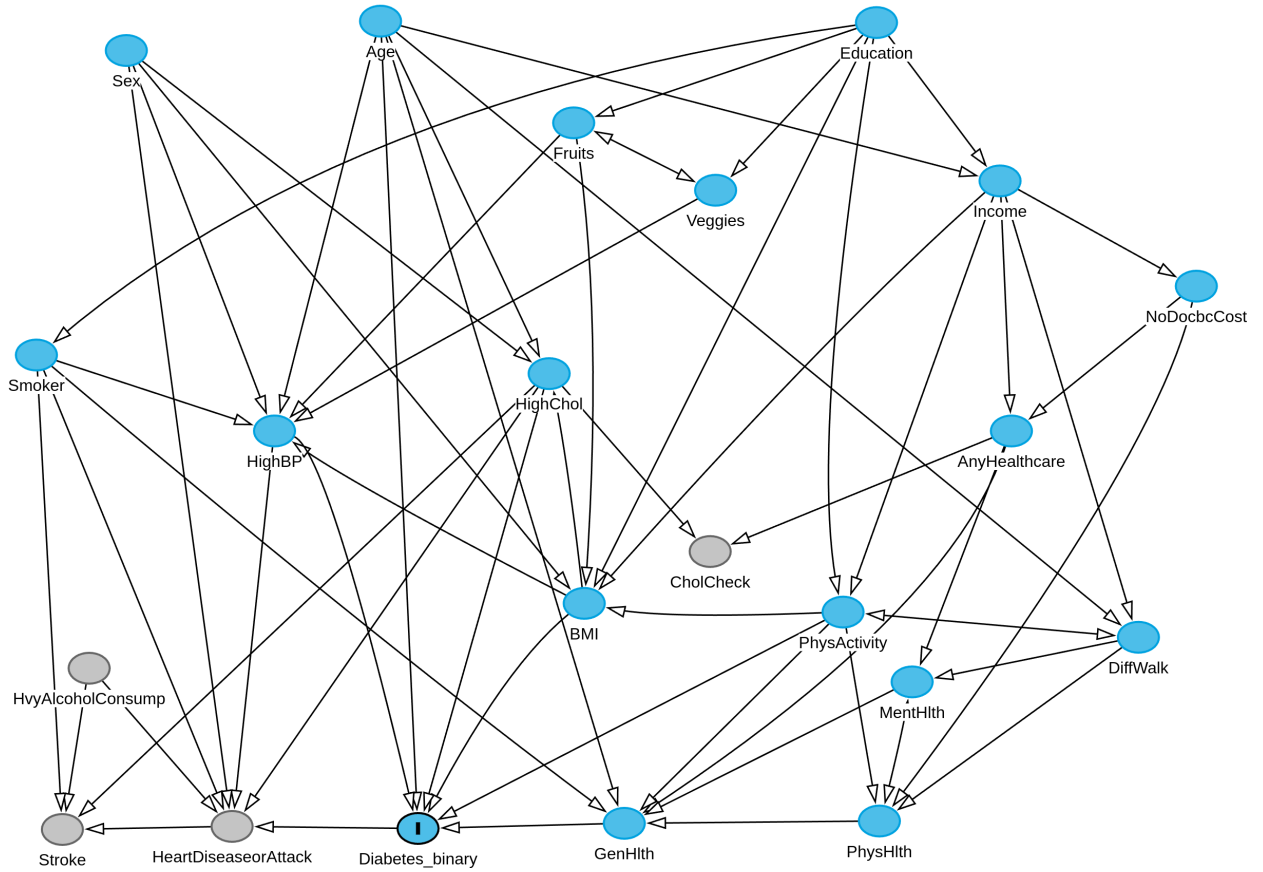 Sex
Age
Education
Fruits
Veggies
Income
NoDocbcCost
Smoker
HighChol
HighBP
AnyHealthcare
CholCheck
BMI
PhysActivity
DiffWalk
HvyAlcoholConsump
MentHlth
Stroke
HeartDiseaseorAttack
I
Diabetes_binary
GenHlth
PhysHlth